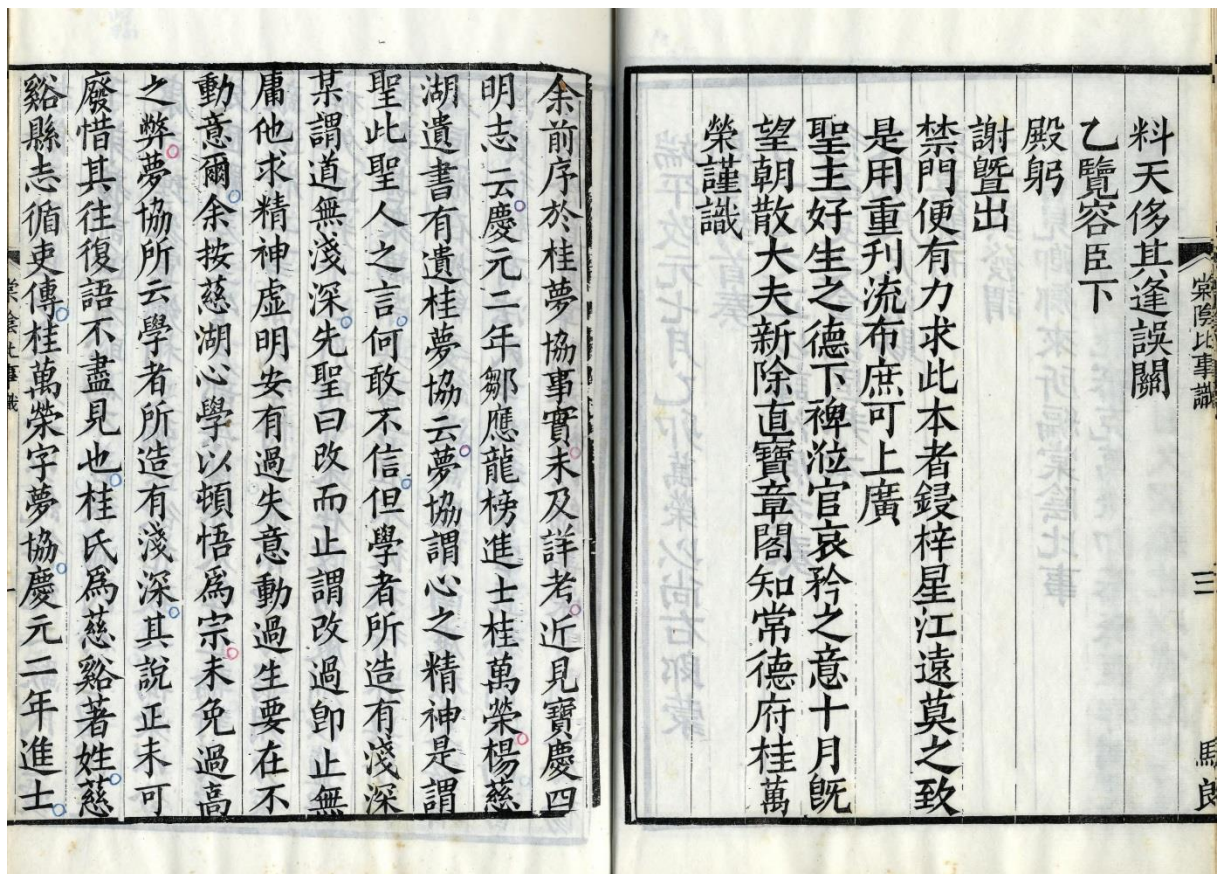 料天侈其逢誤關
乙覽容臣下
殿躬
謝曁出
禁門便有力求此本者鋟梓星江遠莫之致
是用重刊流布庶可上廣
聖主好生之德下裨涖官哀矜之意十月旣
望朝散大夫新除直寶章閣知常德府桂萬
榮謹識
棠陰比事識
三
馬良
余前序於桂夢協事實未及詳考近見寶慶四
明志云慶元二年鄒應龍榜進士桂萬榮楊慈
湖遺書有遺桂夢協云夢協謂心之精神是謂
聖此聖人之言何敢不信但學者所造有淺深
某謂道無淺深先聖曰改而止謂改過卽止無
庸他求精神虛明安有過失意動過生要在不
動意爾余按慈湖心學以頓悟爲宗未免過高
之弊夢協所云學者所造有淺深其說正未可
廢惜其往復語不盡見也桂氏爲慈谿著姓慈
谿縣志循吏傳桂萬榮字夢協慶元二年進士
棠陰比事識
一